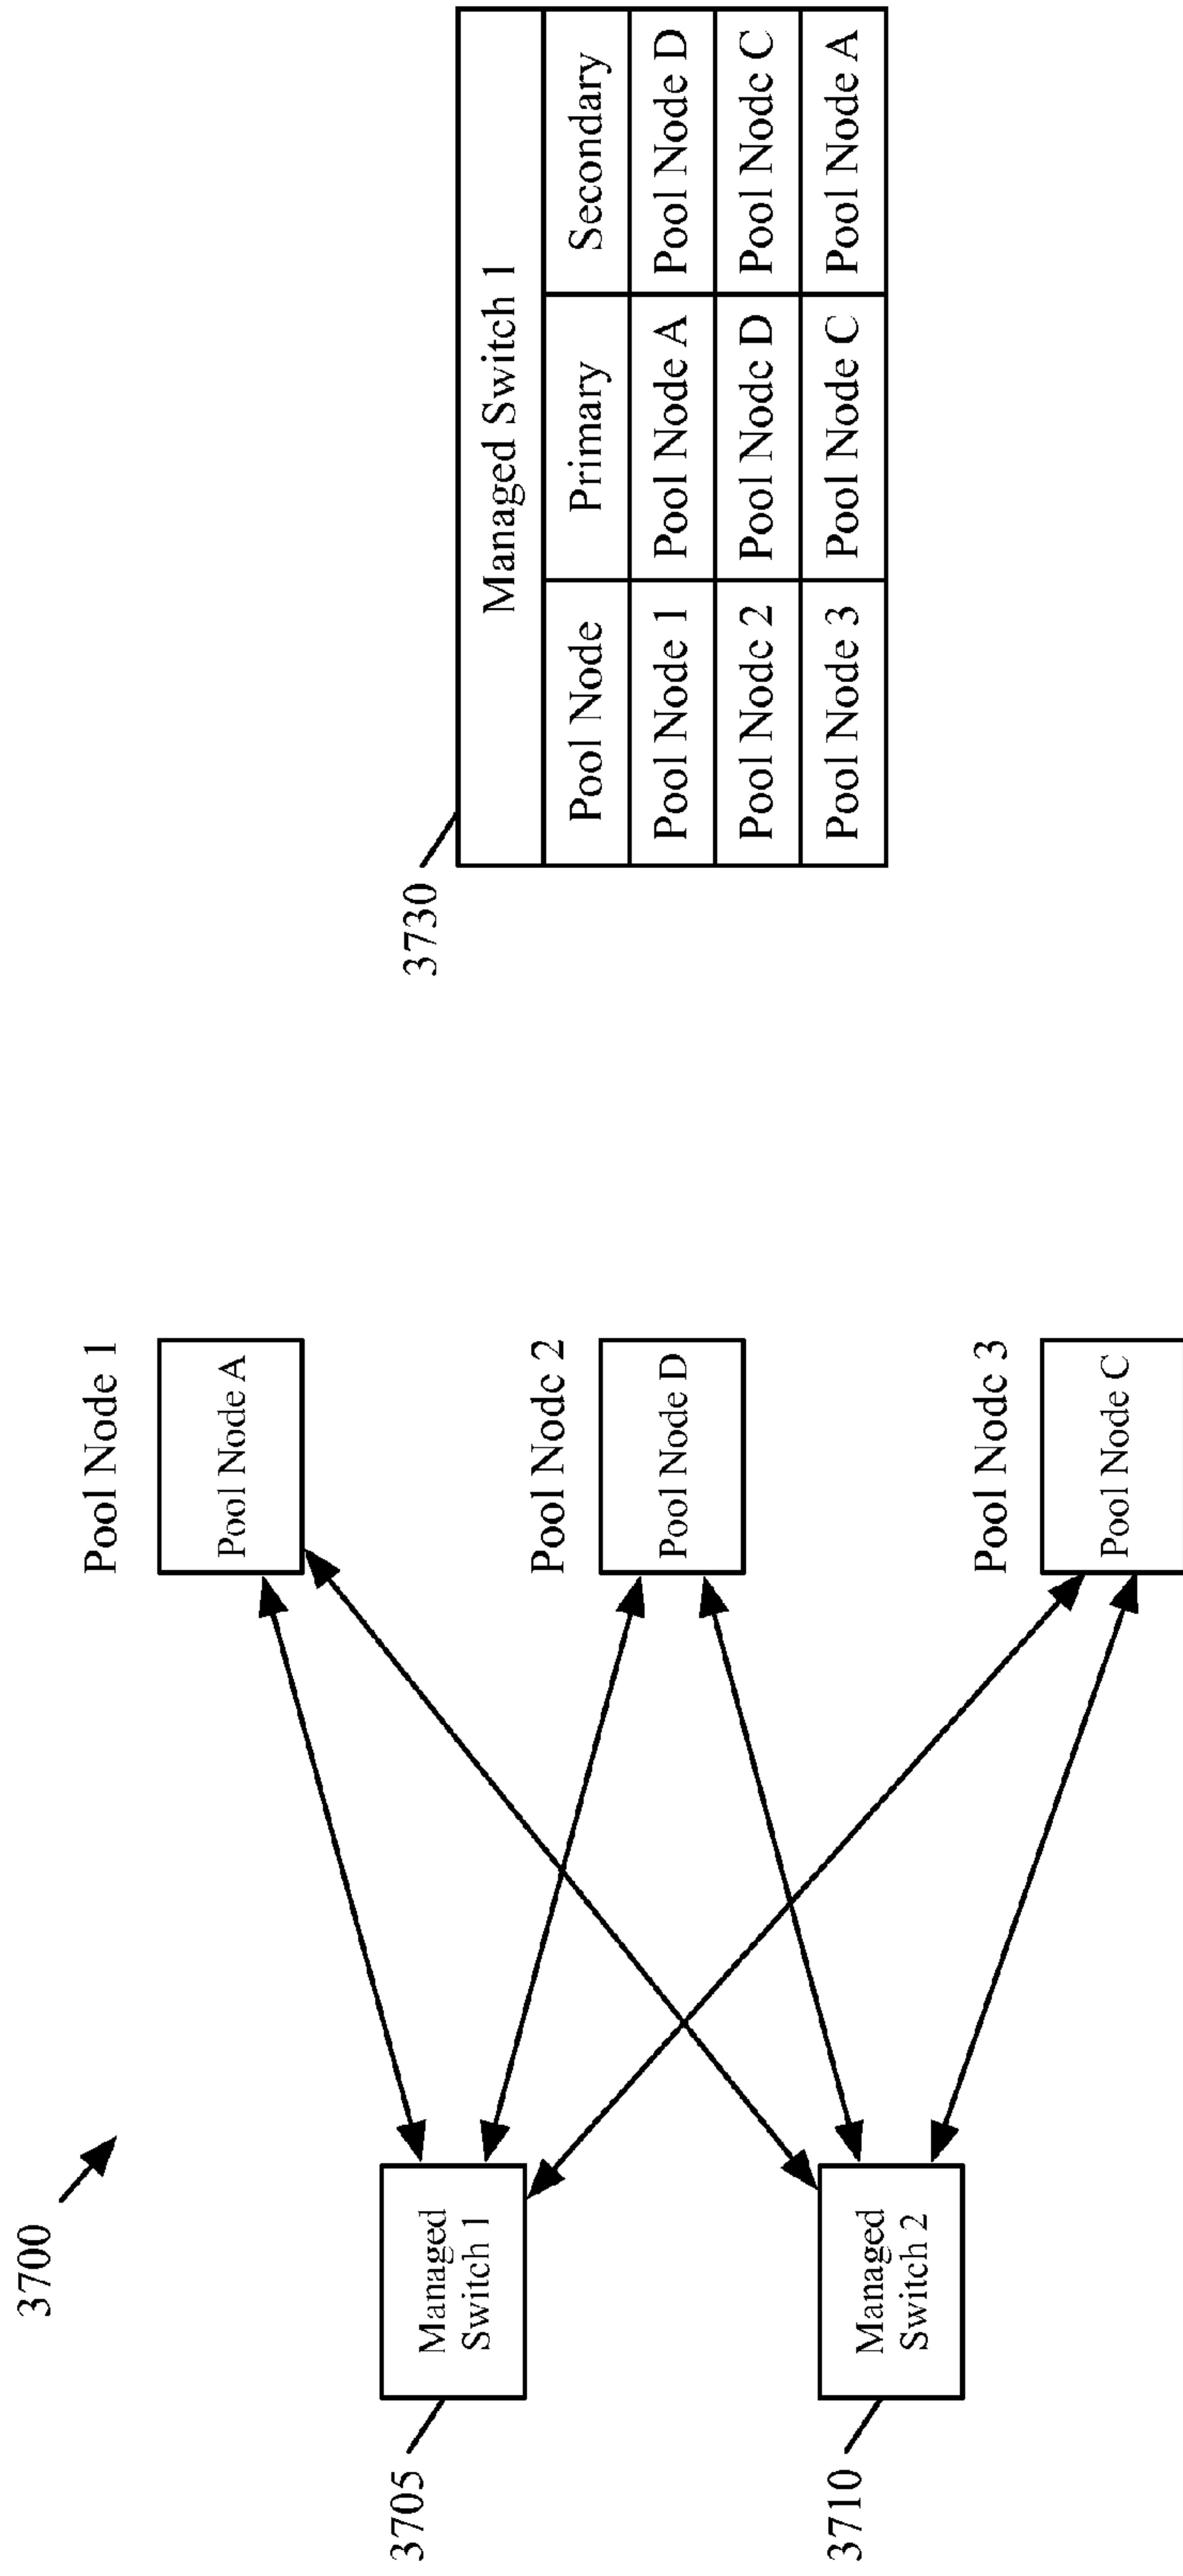 3700
Pool Node 1
Pool Node A
3705
Managed
Switch 1
Pool Node 2
Pool Node D
3710
Managed
Switch 2
Pool Node 3
Pool Node C
3730
Managed Switch 1
Pool Node Primary Secondary
Pool Node 1 Pool Node A Pool Node D
Pool Node 2 Pool Node D Pool Node C
Pool Node 3 Pool Node C Pool Node A